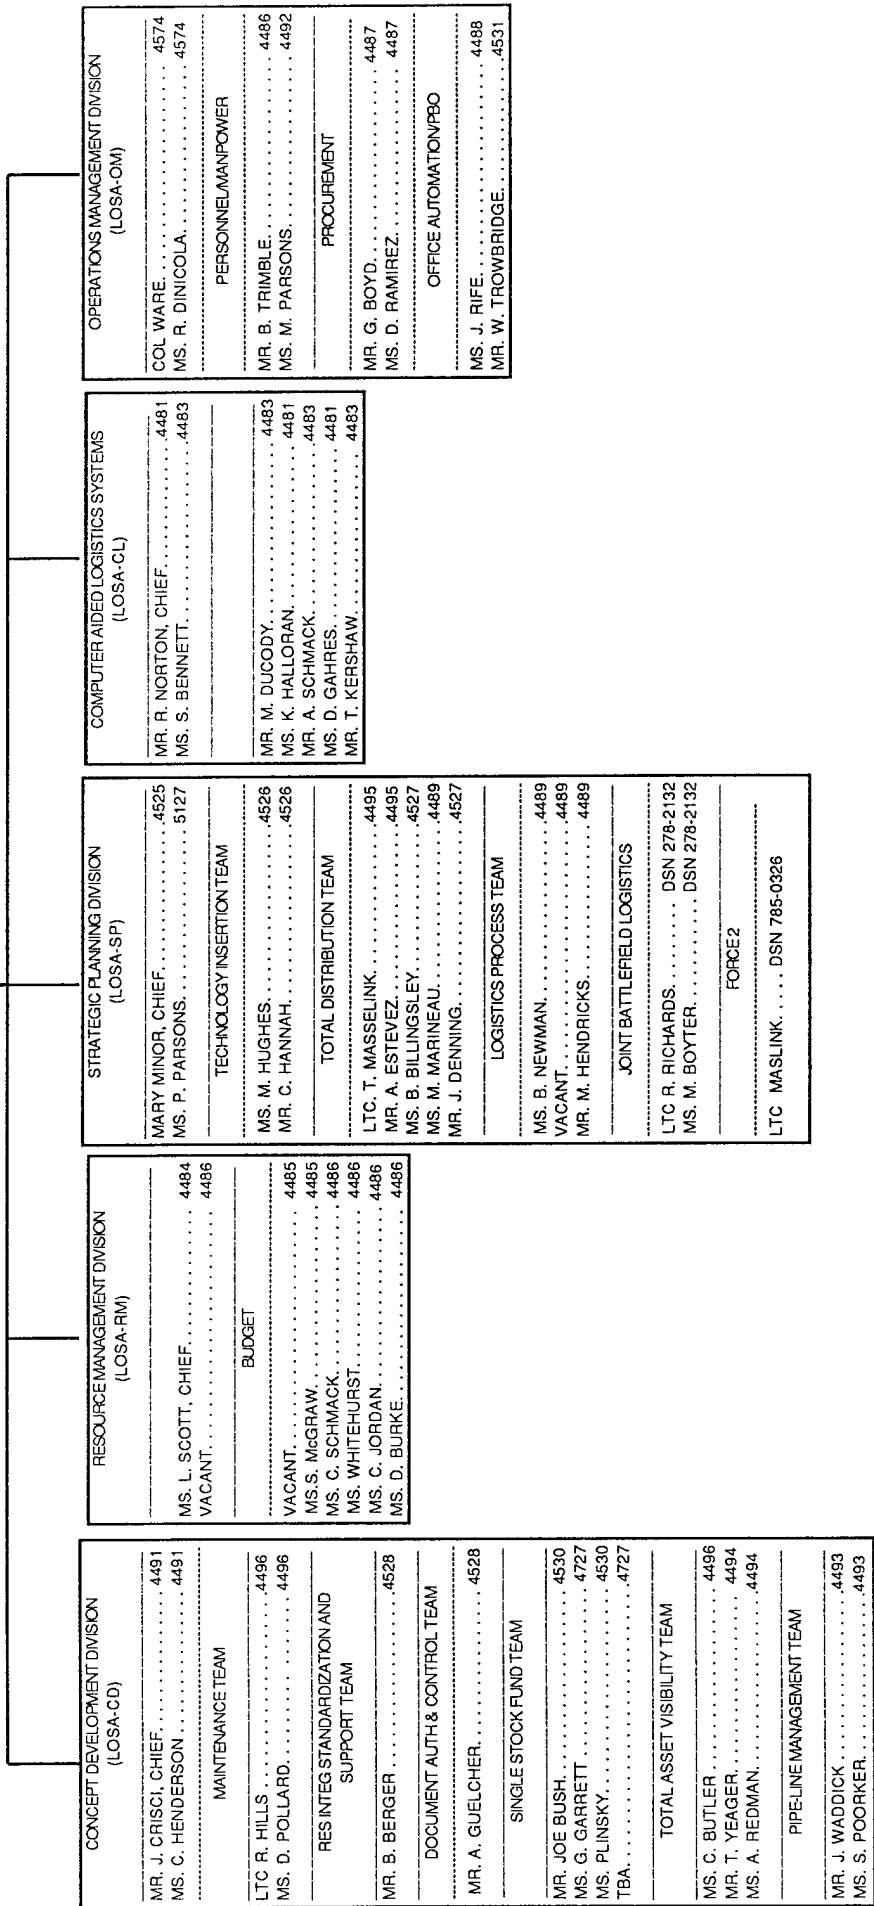 CONCEPT DEVELOPMENT DIVISION
(LOSA-CD)
MR. J. CRISCI, CHIEF. . . . . . . . . . . . 4491
MS. C. HENDERSON . . . . . . . . . . . . 4491
MAINTENANCE TEAM
LTC R. HILLS . . . . . . . . . . . . . . . . .4496
MS. D. POLLARD. . . . . . . . . . . . . . . 4496
RES INTEG STANDARDIZATION AND
SUPPORT TEAM
MR. B. BERGER . . . . . . . . . . . . . . . .4528
DOCUMENT AUTH & CONTROL TEAM
MR. A. GUELCHER. . . . . . . . . . . . . 4528
SINGLE STOCK FUND TEAM
MR. JOE BUSH. . . . . . . . . . . . . . . . 4530
MS. G. GARRETT . . . . . . . . . . . . . . 4727
MS. PLINSKY. . . . . . . . . . . . . . . . . 4530
TBA. . . . . . . . . . . . . . . . . . . . . . . .4727
TOTAL ASSET VISIBILITY TEAM
MS. C. BUTLER . . . . . . . . . . . . . . . 4496
MR. T. YEAGER. . . . . . . . . . . . . . . 4494
MS. A. REDMAN. . . . . . . . . . . . . . .4494
PIPE-LINE MANAGEMENT TEAM
MR. J. WADDICK . . . . . . . . . . . . . . .4493
MS. S. POORKER. . . . . . . . . . . . . . 4493
RESOURCE MANAGEMENT DIVISION
(LOSA-RM)
MS. L. SCOTT, CHIEF. . . . . . . . . . . . . 4484
VACANT. . . . . . . . . . . . . . . . . . . . . . 4486
BUDGET
VACANT. . . . . . . . . . . . . . . . . . . . . . 4485
MS.S. McGRAW. . . . . . . . . . . . . . . . . 4485
MS. C. SCHMACK. . . . . . . . . . . . . . . 4486
MS. WHITEHURST. . . . . . . . . . . . . . . 4486
MS. C. JORDAN. . . . . . . . . . . . . . . . 4486
MS. D. BURKE. . . . . . . . . . . . . . . . . 4486
STRATEGIC PLANNING DIVISION
(LOSA-SP)
MARY MINOR, CHIEF. . . . . . . . . . . . .4525
MS. P. PARSONS. . . . . . . . . . . . . . . 5127
TECHNOLOGY INSERTION TEAM
MS. M. HUGHES . . . . . . . . . . . . . . . .4526
MR. C. HANNAH. . . . . . . . . . . . . . . .4526
TOTAL DISTRIBUTION TEAM
LTC. T. MASSELINK. . . . . . . . . . . . . .4495
MR. A. ESTEVEZ. . . . . . . . . . . . . . . .4495
MS. B. BILLINGSLEY. . . . . . . . . . . . .4527
MS. M. MARINEAU. . . . . . . . . . . . . . .4489
MR. J. DENNING. . . . . . . . . . . . . . . .4527
LOGISTICS PROCESS TEAM
MS. B. NEWMAN. . . . . . . . . . . . . . . .4489
VACANT. . . . . . . . . . . . . . . . . . . . . .4489
MR. M. HENDRICKS. . . . . . . . . . . . . .4489
JOINT BATTLEFIELD LOGISTICS
LTC R. RICHARDS. . . . . . . . DSN 278-2132
MS. M. BOYTER. . . . . . . . . . DSN 278-2132
FORCE 2
LTC MASLINK. . . . . DSN 785-0326
COMPUTER AIDED LOGISTICS SYSTEMS
(LOSA-CL)
MR. R. NORTON, CHIEF. . . . . . . . . . . .4481
MS. S. BENNETT. . . . . . . . . . . . . . . . .4483
MR. M. DUCODY. . . . . . . . . . . . . . . . 4483
MS. K. HALLORAN. . . . . . . . . . . . . . . 4481
MR. A. SCHMACK. . . . . . . . . . . . . . . .4483
MS. D. GAHRES. . . . . . . . . . . . . . . . 4481
MR. T. KERSHAW. . . . . . . . . . . . . . . 4483
OPERATIONS MANAGEMENT DIVISION
(LOSA-OM)
COL WARE. . . . . . . . . . . . . . . . . . . . 4574
MS. R. DINICOLA. . . . . . . . . . . . . . . . 4574
PERSONNEL/MANPOWER
MR. B. TRIMBLE. . . . . . . . . . . . . . . . 4486
MS. M. PARSONS. . . . . . . . . . . . . . . 4492
PROCUREMENT
MR. G. BOYD. . . . . . . . . . . . . . . . . . 4487
MS. D. RAMIREZ. . . . . . . . . . . . . . . . 4487
OFFICE AUTOMATION/PBO
MS. J. RIFE. . . . . . . . . . . . . . . . . . . 4488
MR. W. TROWBRIDGE. . . . . . . . . . . .4531